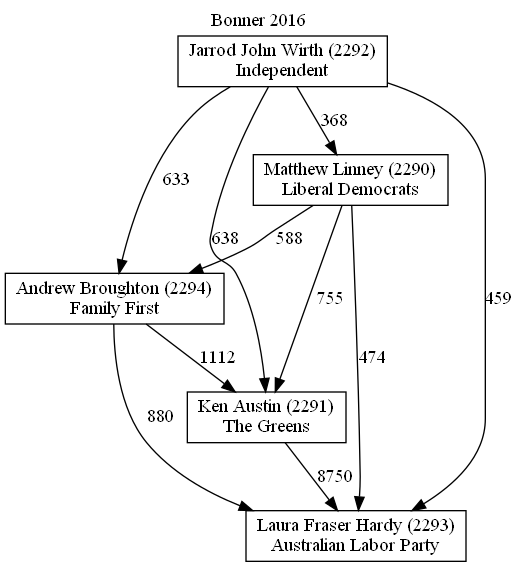 Bonner 2016
Jarrod John Wirth (2292)
Independent
368
Matthew Linney (2290)
Liberal Democrats
633
638
588
Andrew Broughton (2294)
Family First
755
459
1112
474
Ken Austin (2291)
The Greens
880
8750
Laura Fraser Hardy (2293)
Australian Labor Party